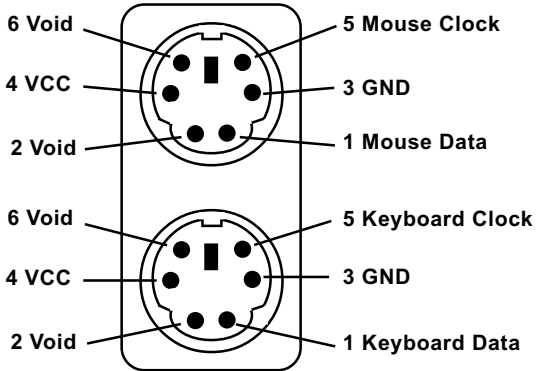 6 Void
5 Mouse Clock
4 VCC
3 GND
2 Void
1 Mouse Data
6 Void
5 Keyboard Clock
4 VCC
3 GND
2 Void
1 Keyboard Data